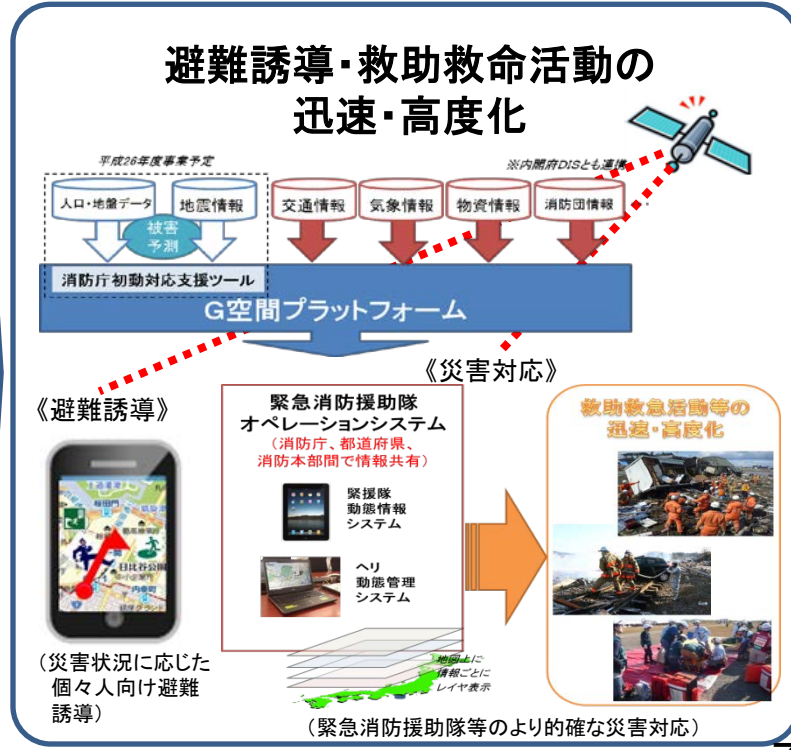 避難誘導・救助救命活動の
迅速・高度化
平成26年度事業予定
※内閣府DISとも連携
人口・地盤データ
地震情報
交通情報
気象情報
物資情報
消防団情報
被害
予測
消防庁初動対応支援ツール
G空間プラットフォーム
《災害対応》
《避難誘導》
緊急消防援助隊
オペレーションシステム
(消防庁、都道府県、
消防本部間で情報共有)
緊援隊
動態情報
システム
ヘリ
動態管理
システム
救助救急活動等の
迅速・高度化
日比谷公園
内幸町
地図上に
情報ごとに
レイヤ表示
(災害状況に応じた
個々人向け避難
誘導)
(緊急消防援助隊等のより的確な災害対応)